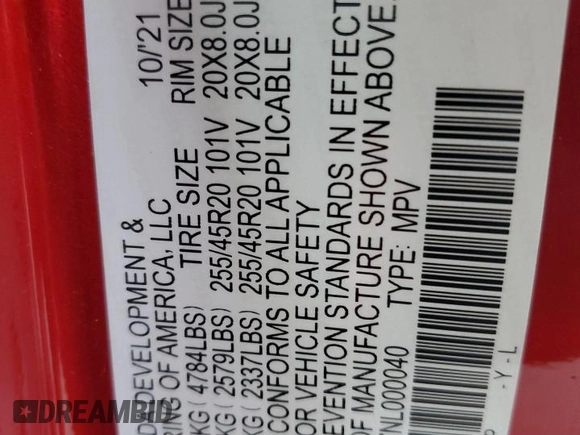 DEVELOPMENT & 10/'21
RING OF AMERICA, LLC
KG ( 4784LBS) TIRE SIZE RIM SIZE
KG ( 2579LBS) 255/45R20 101V 20X8.0J
KG ( 2337LBS) 255/45R20 101V 20X8.0J
CONFORMS TO ALL APPLICABLE
OR VEHICLE SAFETY
EVENTION STANDARDS IN EFFECT
OF MANUFACTURE SHOWN ABOVE.
NL000040 TYPE: MPV
P - Y - L
DREAMBID